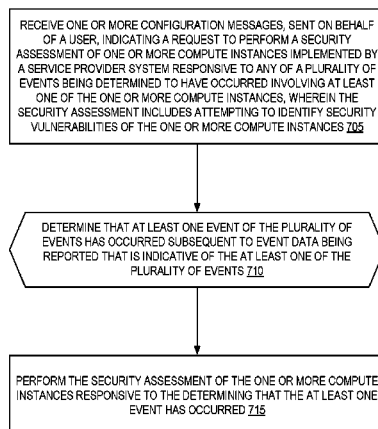 RECEIVE ONE OR MORE CONFIGURATION MESSAGES, SENT ON BEHALF
OF A USER, INDICATING A REQUEST TO PERFORM A SECURITY
ASSESSMENT OF ONE OR MORE COMPUTE INSTANCES IMPLEMENTED BY
A SERVICE PROVIDER SYSTEM RESPONSIVE TO ANY OF A PLURALITY OF
EVENTS BEING DETERMINED TO HAVE OCCURRED INVOLVING AT LEAST
ONE OF THE ONE OR MORE COMPUTE INSTANCES, WHEREIN THE
SECURITY ASSESSMENT INCLUDES ATTEMPTING TO IDENTIFY SECURITY
VULNERABILITIES OF THE ONE OR MORE COMPUTE INSTANCES 705
DETERMINE THAT AT LEAST ONE EVENT OF THE PLURALITY OF
EVENTS HAS OCCURRED SUBSEQUENT TO EVENT DATA BEING
REPORTED THAT IS INDICATIVE OF THE AT LEAST ONE OF THE
PLURALITY OF EVENTS 710
PERFORM THE SECURITY ASSESSMENT OF THE ONE OR MORE COMPUTE
INSTANCES RESPONSIVE TO THE DETERMINING THAT THE AT LEAST ONE
EVENT HAS OCCURRED 715